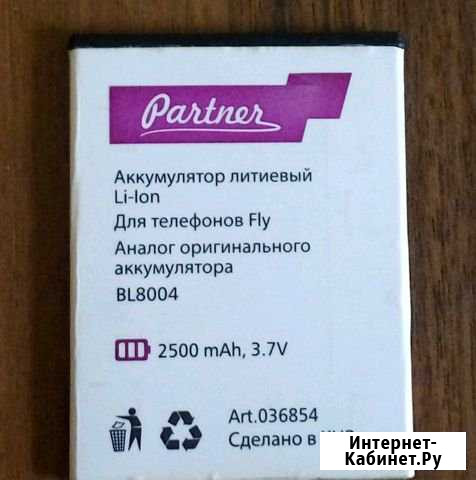 Partner
Аккумулятор литиевый
Li-Ion
Для телефонов Fly
Аналог оригинального
аккумулятора
BL8004
2500 mAh, 3.7V
Art.036854
Сделано в
Интернет-
Кабинет.Ру